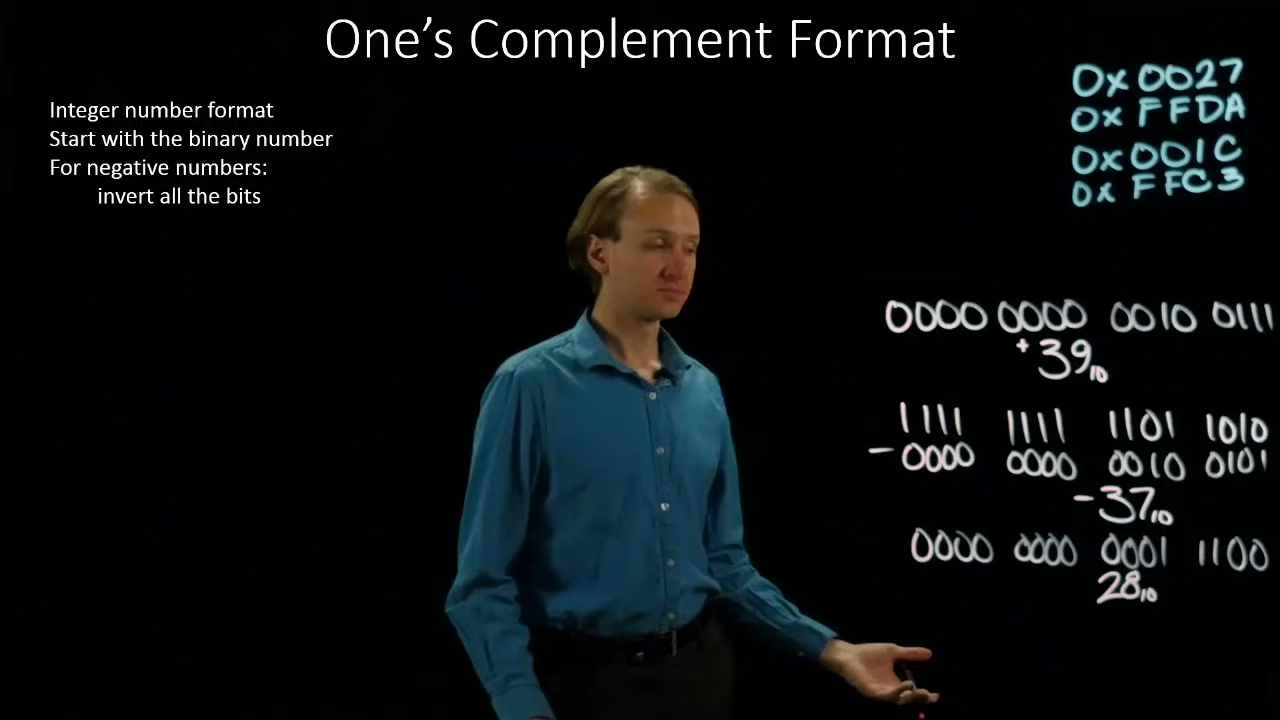 One’s Complement Format
Integer number format
Start with the binary number
For negative numbers:
invert all the bits
0x0027
0xFFDA
0x001C
0xFFC3
0000 0000 0010 0111
+39₁₀
1111 1111 1101 1010
-0000 0000 0010 0101
-37₁₀
0000 0000 0001 1100
28₁₀